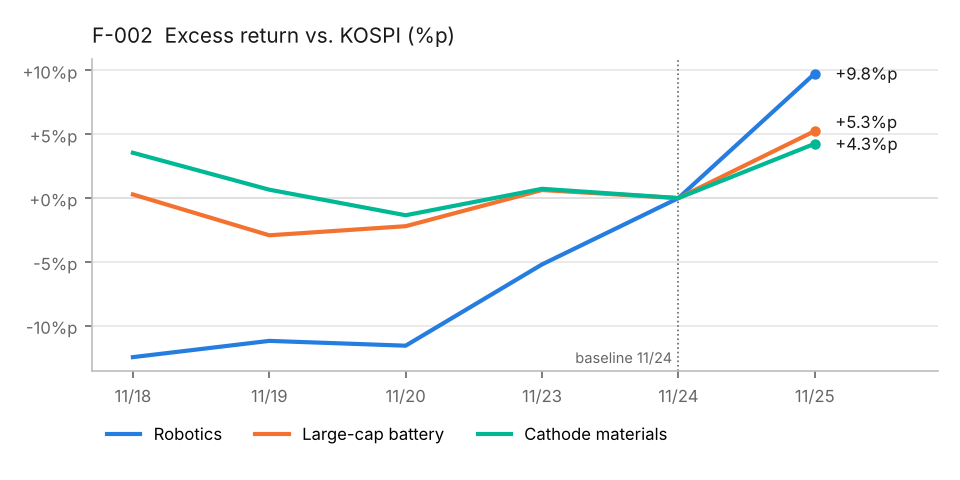 F-002 Excess return vs. KOSPI (%p)
+10%p
+5%p
+0%p
-5%p
-10%p
+9.8%p
+5.3%p
+4.3%p
baseline 11/24
11/18 11/19 11/20 11/23 11/24 11/25
Robotics Large-cap battery Cathode materials